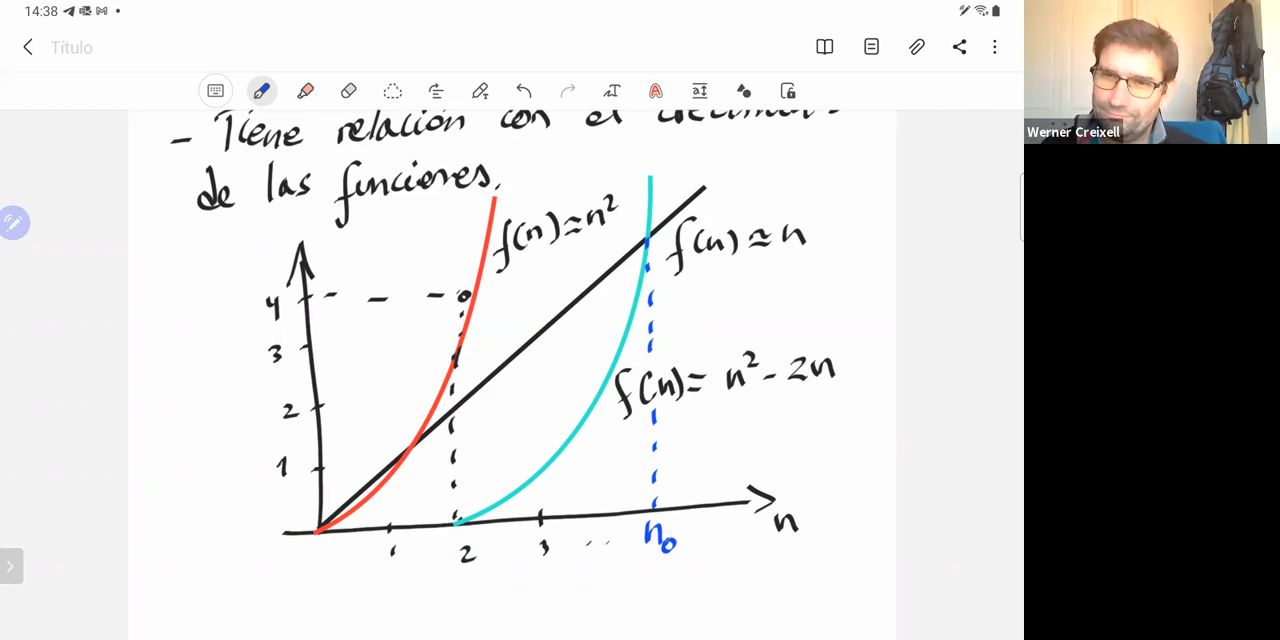 14:38
Título
- Tiene relación con el
de las funciones.
f(n)≃n²
f(n)≃n
4
3
2
1
f(n)= n²-2n
n
1 2 3 .. n₀
Werner Creixell